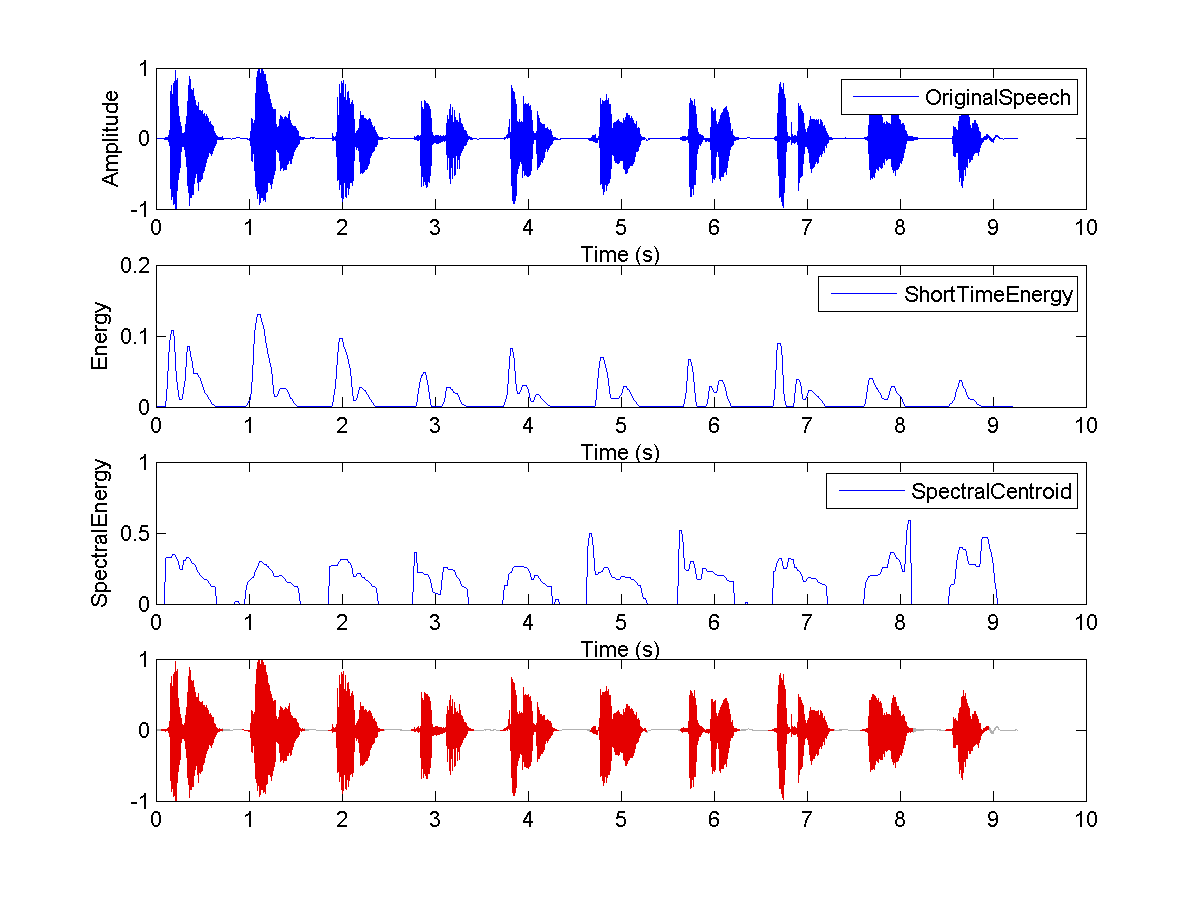 1
0
-1
Amplitude
OriginalSpeech
0 1 2 3 4 5 6 7 8 9 10
Time (s)
0.2
0.1
0
Energy
ShortTimeEnergy
0 1 2 3 4 5 6 7 8 9 10
Time (s)
1
0.5
0
SpectralEnergy
SpectralCentroid
0 1 2 3 4 5 6 7 8 9 10
Time (s)
1
0
-1
0 1 2 3 4 5 6 7 8 9 10